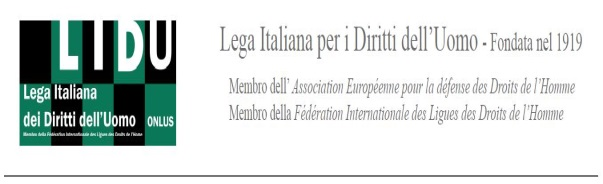 LIDU
Lega Italiana
dei Diritti dell'Uomo ONLUS
Membro della Fédération Internationale des Ligues des Droits de l'Homme
Lega Italiana per i Diritti dell'Uomo - Fondata nel 1919
Membro dell' Association Européenne pour la défense des Droits de l'Homme
Membro della Fédération Internationale des Ligues des Droits de l'Homme